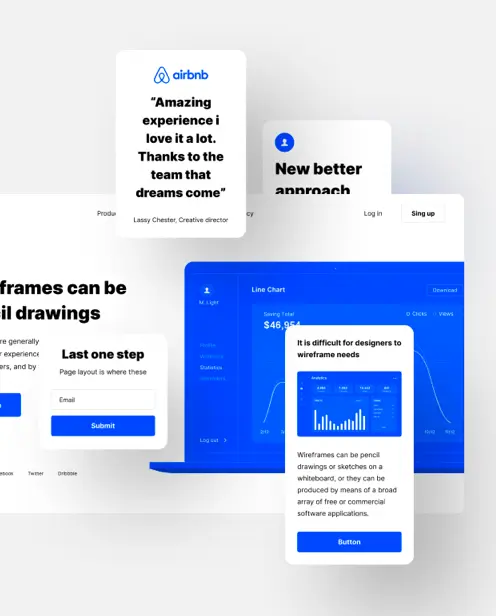 airbnb
“Amazing
experience i
love it a lot.
Thanks to the
team that
dreams come”
Lassy Chester, Creative director
New better
approach
Produ
cy
Log in
Sing up
frames can be
il drawings
re generally
r experience
ers, and by
Last one step
Page layout is where these
Email
Submit
Twitter
Dribbble
M. Light
Statistics
Log out
Line Chart
Download
Saving Total
$46,954
Clicks
Views
It is difficult for designers to
wireframe needs
Analytics
Wireframes can be pencil
drawings or sketches on a
whiteboard, or they can be
produced by means of a broad
array of free or commercial
software applications.
Button